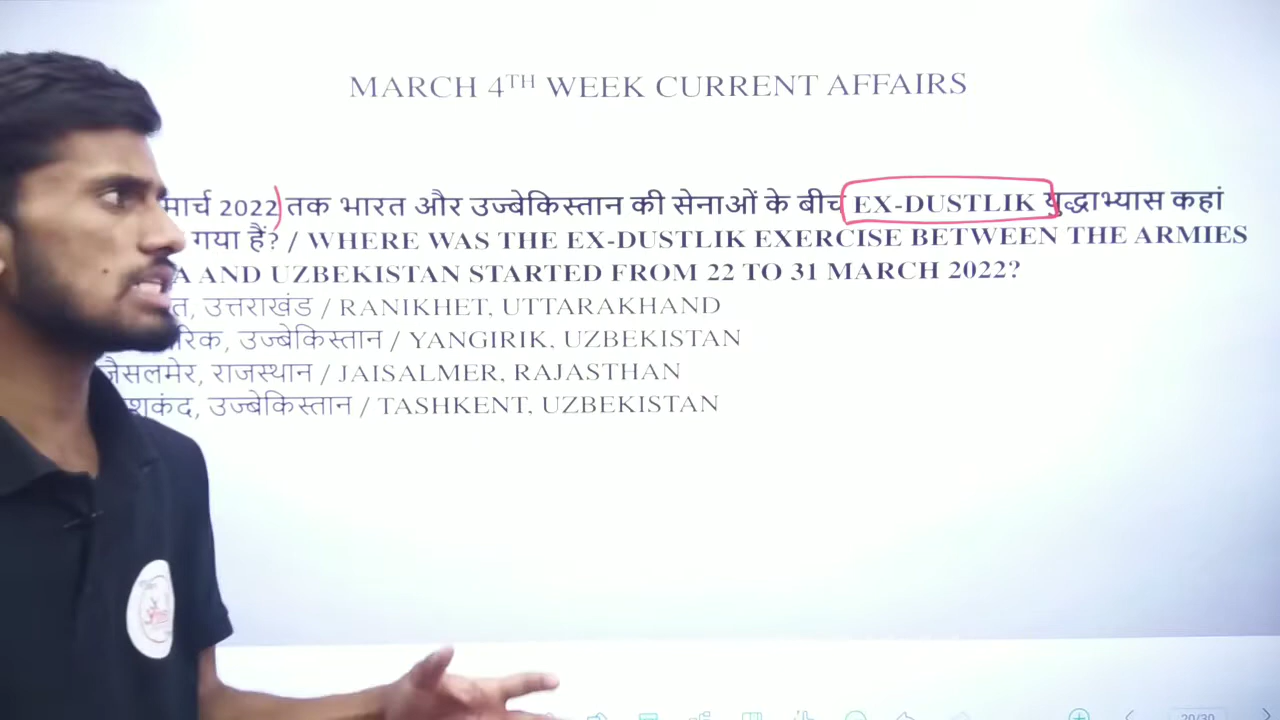 MARCH 4TH WEEK CURRENT AFFAIRS
मार्च 2022 तक भारत और उज्बेकिस्तान की सेनाओं के बीच EX-DUSTLIK युद्धाभ्यास कहां
गया हैं? / WHERE WAS THE EX-DUSTLIK EXERCISE BETWEEN THE ARMIES
AND UZBEKISTAN STARTED FROM 22 TO 31 MARCH 2022?
उत्तराखंड / RANIKHET, UTTARAKHAND
उज्बेकिस्तान / YANGIRIK, UZBEKISTAN
जैसलमेर, राजस्थान / JAISALMER, RAJASTHAN
उज्बेकिस्तान / TASHKENT, UZBEKISTAN
20/30